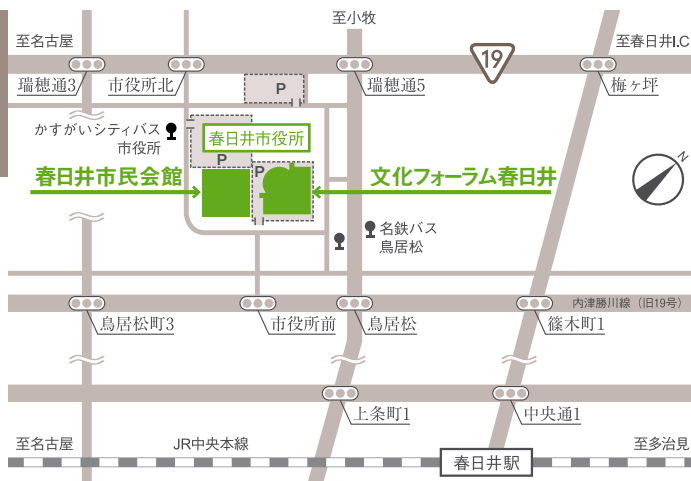 至小牧
至名古屋
19
至春日井I.C
瑞穂通3
市役所北
瑞穂通5
梅ヶ坪
P
かすがいシティバス
市役所
春日井市役所
N
P
P
春日井市民会館
文化フォーラム春日井
名鉄バス
鳥居松
内津勝川線（旧19号）
鳥居松町3
市役所前
鳥居松
篠木町1
上条町1
中央通1
至名古屋
JR中央本線
春日井駅
至多治見